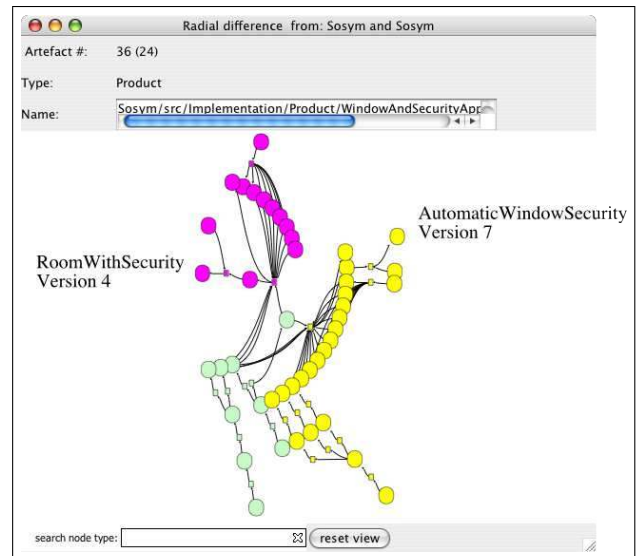 Radial difference from: Sosym and Sosym
Artefact #: 36 (24)
Type: Product
Name: Sosym/src/Implementation/Product/WindowAndSecurityApp
AutomaticWindowSecurity
Version 7
RoomWithSecurity
Version 4
search node type: reset view